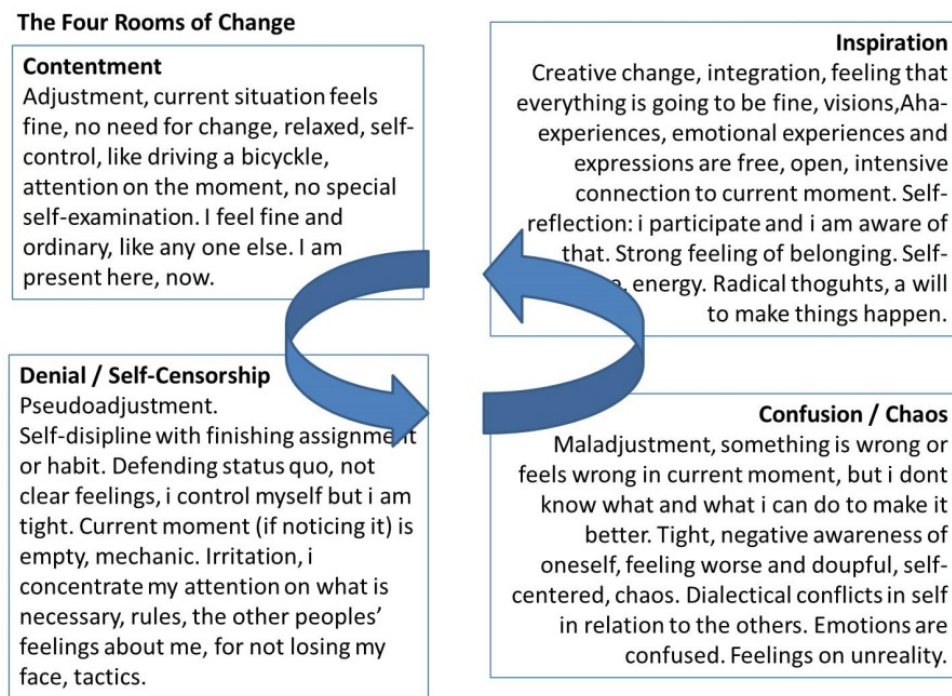 The Four Rooms of Change
Contentment
Adjustment, current situation feels
fine, no need for change, relaxed, self-
control, like driving a bicyckle,
attention on the moment, no special
self-examination. I feel fine and
ordinary, like any one else. I am
present here, now.
Inspiration
Creative change, integration, feeling that
everything is going to be fine, visions,Aha-
experiences, emotional experiences and
expressions are free, open, intensive
connection to current moment. Self-
reflection: i participate and i am aware of
that. Strong feeling of belonging. Self-
energy. Radical thoguhts, a will
to make things happen.
Denial / Self-Censorship
Pseudoadjustment.
Self-disipline with finishing assignment
or habit. Defending status quo, not
clear feelings, i control myself but i am
tight. Current moment (if noticing it) is
empty, mechanic. Irritation, i
concentrate my attention on what is
necessary, rules, the other peoples’
feelings about me, for not losing my
face, tactics.
Confusion / Chaos
Maladjustment, something is wrong or
feels wrong in current moment, but i dont
know what and what i can do to make it
better. Tight, negative awareness of
oneself, feeling worse and doupful, self-
centered, chaos. Dialectical conflicts in self
in relation to the others. Emotions are
confused. Feelings on unreality.